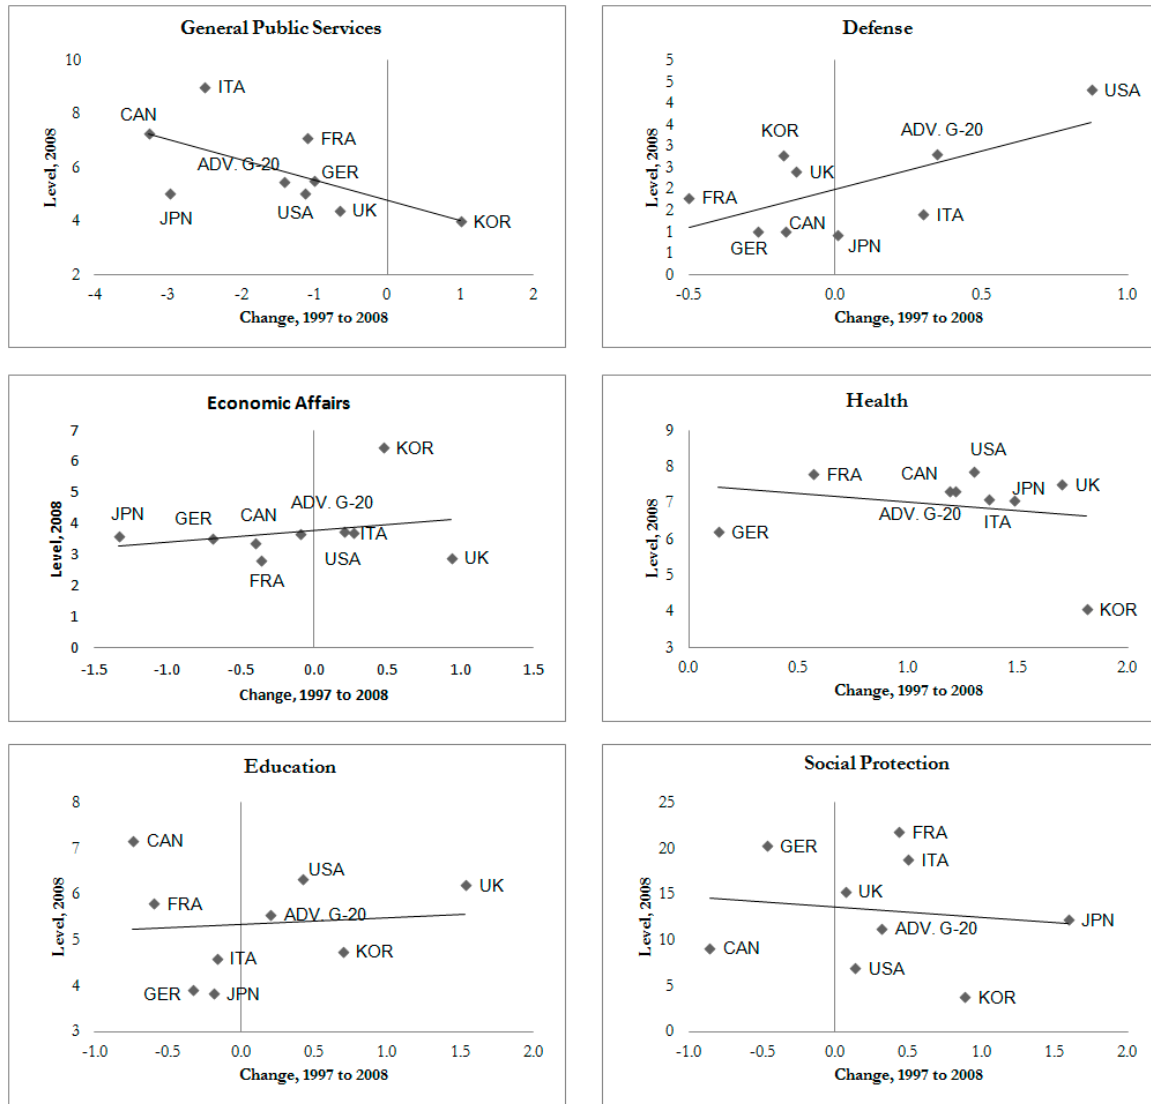 General Public Services
10
8
6
4
2
Level, 2008
ITA
CAN
FRA
ADV. G-20
GER
JPN
USA
UK
KOR
-4 -3 -2 -1 0 1 2
Change, 1997 to 2008
Defense
5
5
4
4
3
3
2
2
1
1
0
Level, 2008
USA
KOR
ADV. G-20
UK
FRA
CAN
ITA
GER
JPN
-0.5 0.0 0.5 1.0
Change, 1997 to 2008
Economic Affairs
7
6
5
4
3
2
1
0
Level, 2008
KOR
JPN
GER
CAN
ADV. G-20
ITA
FRA
USA
UK
-1.5 -1.0 -0.5 0.0 0.5 1.0 1.5
Change, 1997 to 2008
Health
9
8
7
6
5
4
3
Level, 2008
USA
FRA
CAN
JPN
UK
ADV. G-20
ITA
GER
KOR
0.0 0.5 1.0 1.5 2.0
Change, 1997 to 2008
Education
8
7
6
5
4
3
Level, 2008
CAN
USA
UK
FRA
ADV. G-20
ITA
KOR
GER
JPN
-1.0 -0.5 0.0 0.5 1.0 1.5 2.0
Change, 1997 to 2008
Social Protection
25
20
15
10
5
0
Level, 2008
FRA
GER
ITA
UK
JPN
ADV. G-20
CAN
USA
KOR
-1.0 -0.5 0.0 0.5 1.0 1.5 2.0
Change, 1997 to 2008